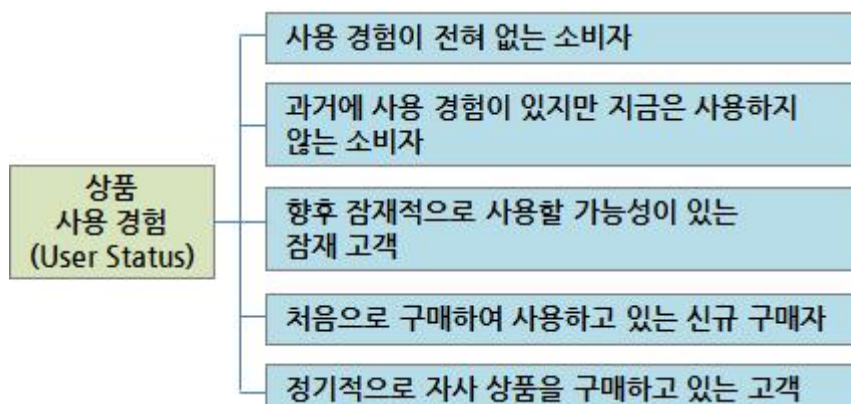 사용 경험이 전혀 없는 소비자
과거에 사용 경험이 있지만 지금은 사용하지
않는 소비자
상품
사용 경험
(User Status)
향후 잠재적으로 사용할 가능성이 있는
잠재 고객
처음으로 구매하여 사용하고 있는 신규 구매자
정기적으로 자사 상품을 구매하고 있는 고객